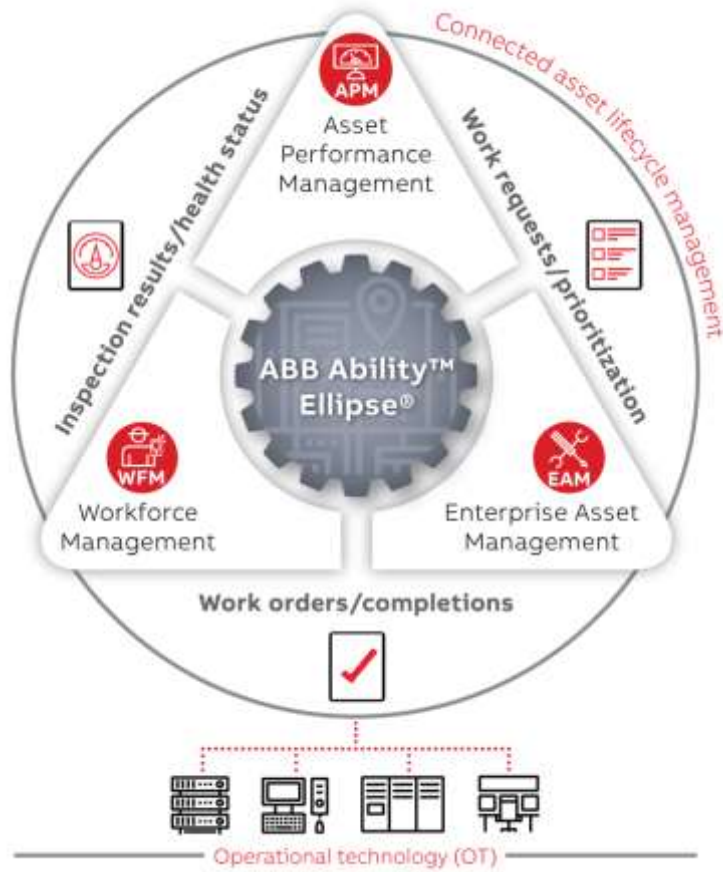 Connected asset lifecycle management
APM
Asset
Performance
Management
Inspection results/health status
Work requests/prioritization
ABB Ability™
Ellipse®
WFM
Workforce
Management
EAM
Enterprise Asset
Management
Work orders/completions
Operational technology (OT)